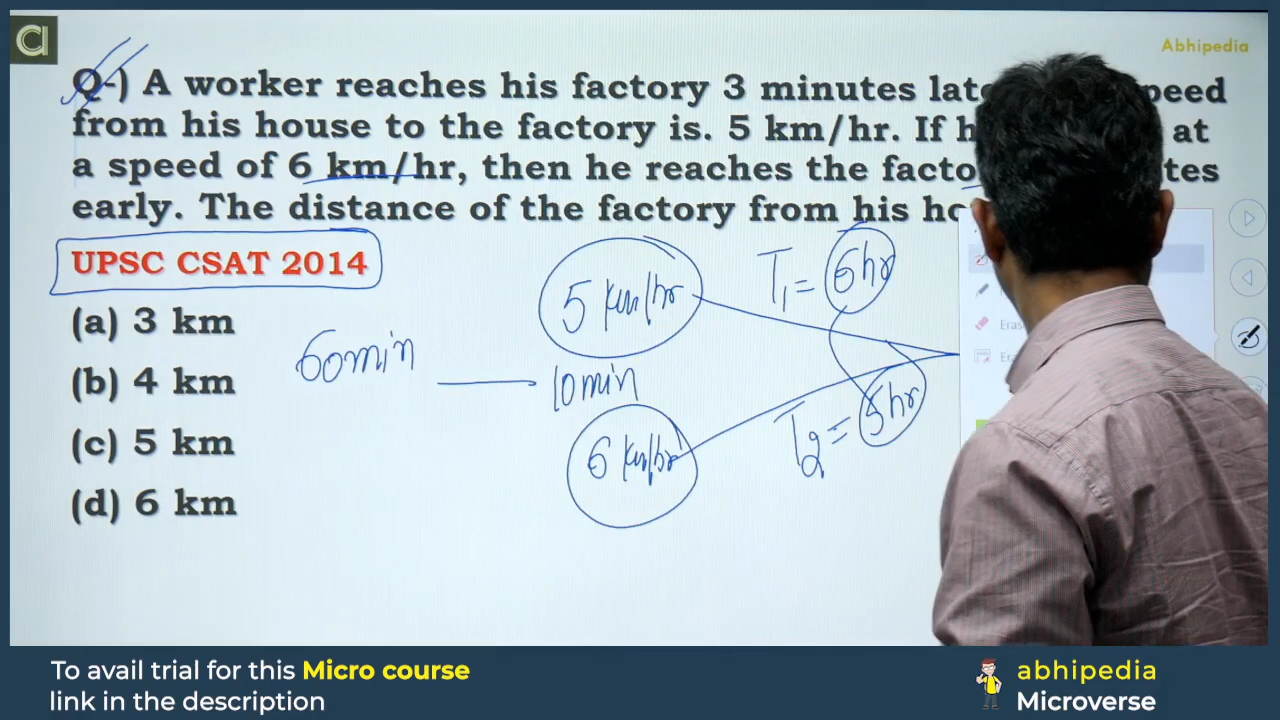 a
Abhipedia
Q-) A worker reaches his factory 3 minutes peed
from his house to the factory is. 5 km/hr. If at
a speed of 6 km/hr, then he reaches the
early. The distance of the factory from his
UPSC CSAT 2014
(a) 3 km
(b) 4 km
(c) 5 km
(d) 6 km
60min
10min
5 km/hr
6 km/hr
T1 = 6hr
T2 = 5hr
To avail trial for this Micro course
link in the description
abhipedia
Microverse